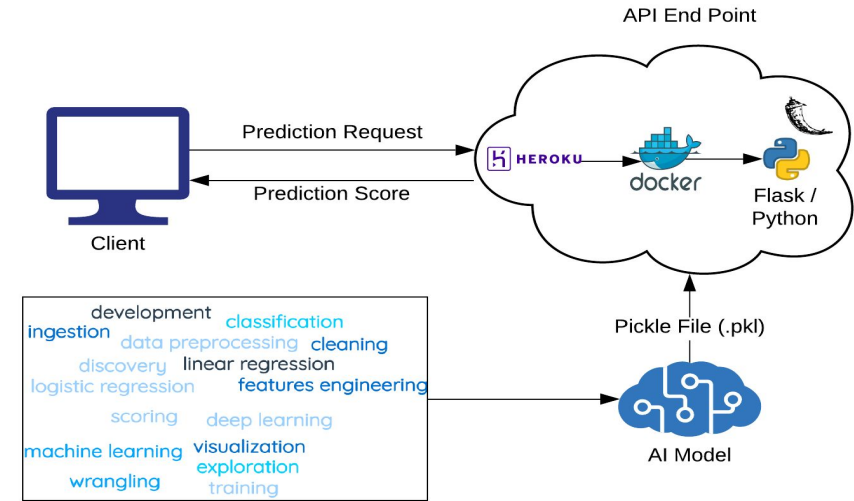 API End Point
Prediction Request
HEROKU
docker
Prediction Score
Flask /
Python
Client
development
classification
ingestion
data preprocessing
cleaning
discovery
linear regression
logistic regression
features engineering
scoring
deep learning
machine learning
visualization
exploration
wrangling
training
Pickle File (.pkl)
AI Model